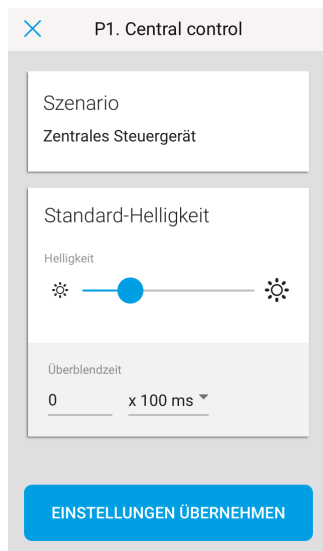 P1. Central control
Szenario
Zentrales Steuergerät
Standard-Helligkeit
Helligkeit
Überblendzeit
0 x 100 ms
EINSTELLUNGEN ÜBERNEHMEN